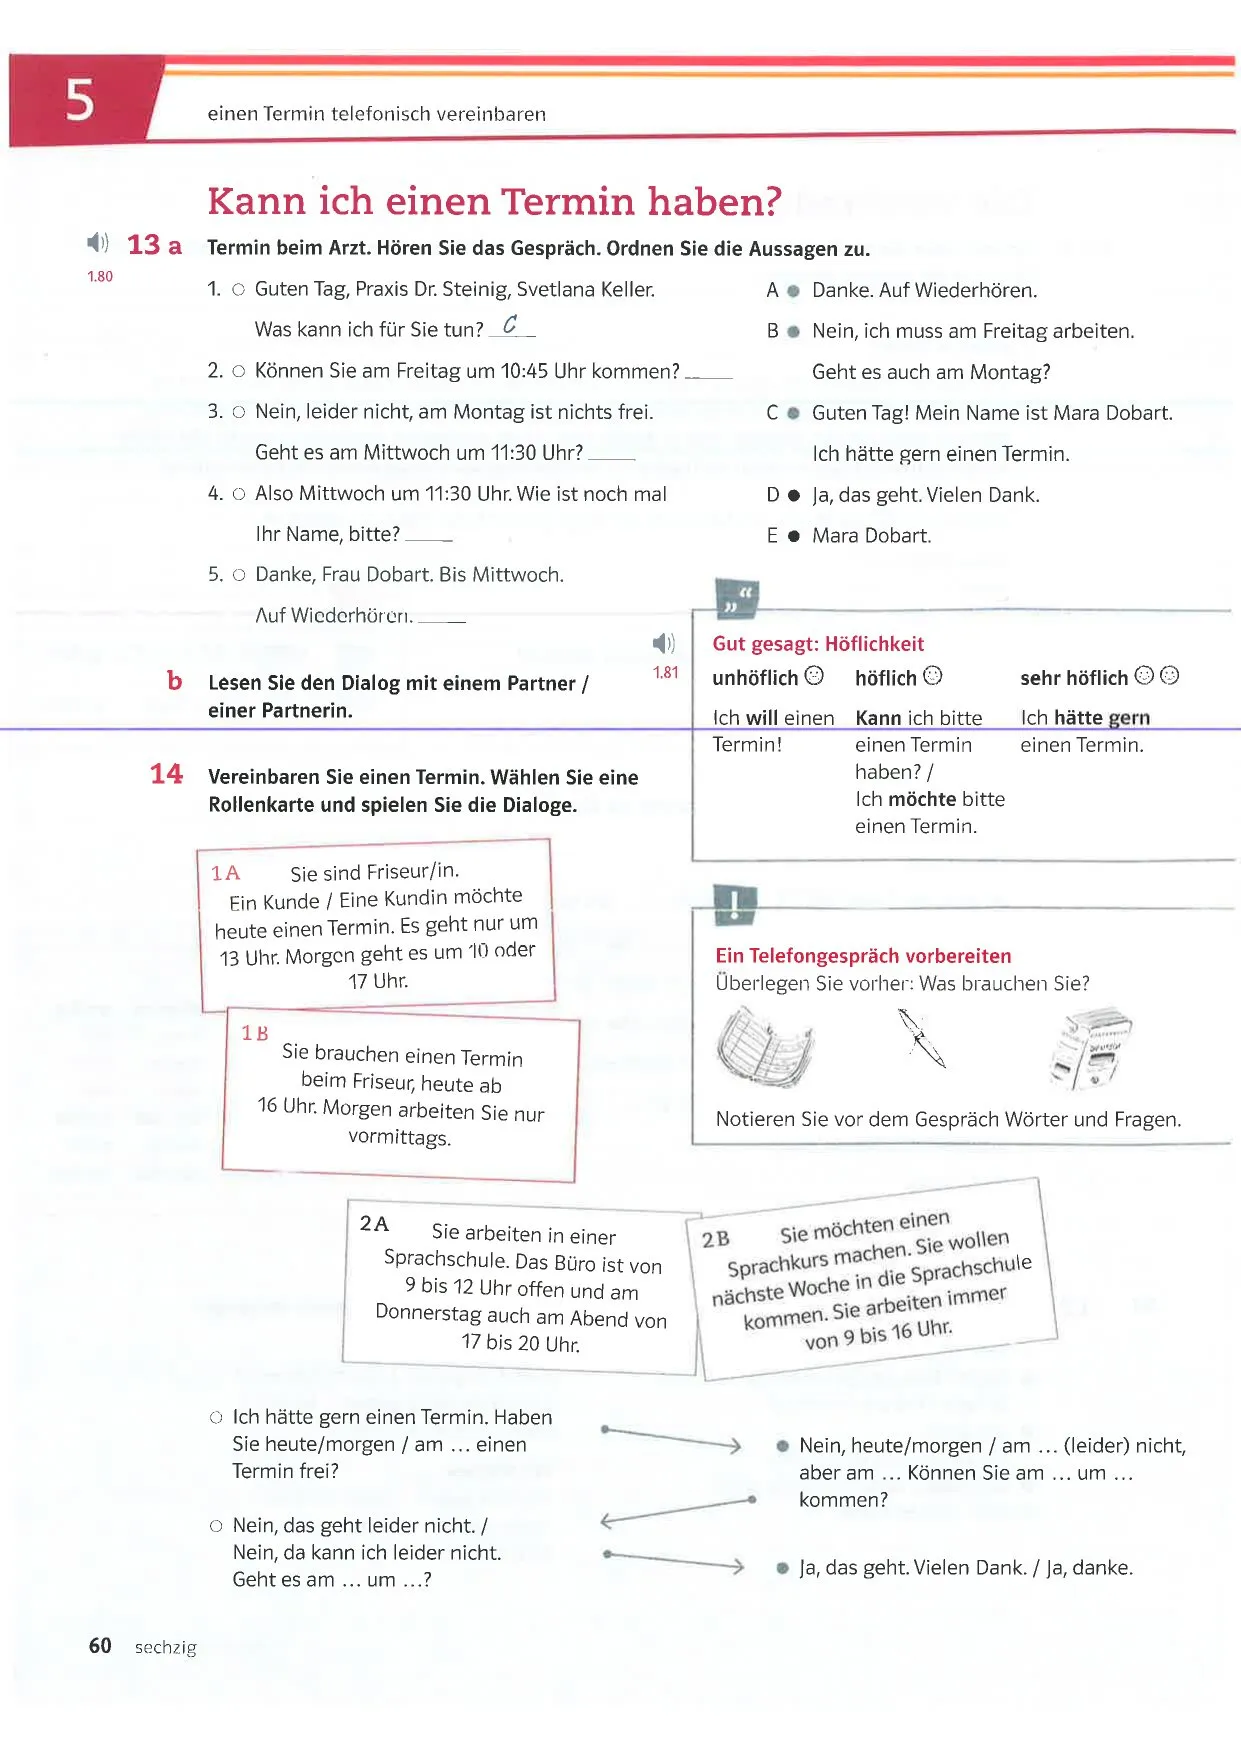 5
einen Termin telefonisch vereinbaren
Kann ich einen Termin haben?
13 a Termin beim Arzt. Hören Sie das Gespräch. Ordnen Sie die Aussagen zu.
1.80
1. ○ Guten Tag, Praxis Dr. Steinig, Svetlana Keller.
Was kann ich für Sie tun? C
2. ○ Können Sie am Freitag um 10:45 Uhr kommen? ____
3. ○ Nein, leider nicht, am Montag ist nichts frei.
Geht es am Mittwoch um 11:30 Uhr? ____
4. ○ Also Mittwoch um 11:30 Uhr. Wie ist noch mal
Ihr Name, bitte? ____
5. ○ Danke, Frau Dobart. Bis Mittwoch.
Auf Wiederhören. ____
A ● Danke. Auf Wiederhören.
B ● Nein, ich muss am Freitag arbeiten.
Geht es auch am Montag?
C ● Guten Tag! Mein Name ist Mara Dobart.
Ich hätte gern einen Termin.
D ● Ja, das geht. Vielen Dank.
E ● Mara Dobart.
b Lesen Sie den Dialog mit einem Partner /
einer Partnerin.
1.81
„“
Gut gesagt: Höflichkeit
unhöflich ☹ höflich ☺ sehr höflich ☺ ☺
Ich will einen Kann ich bitte Ich hätte gern
Termin! einen Termin einen Termin.
haben? /
Ich möchte bitte
einen Termin.
14 Vereinbaren Sie einen Termin. Wählen Sie eine
Rollenkarte und spielen Sie die Dialoge.
1A Sie sind Friseur/in.
Ein Kunde / Eine Kundin möchte
heute einen Termin. Es geht nur um
13 Uhr. Morgen geht es um 10 oder
17 Uhr.
1B
Sie brauchen einen Termin
beim Friseur, heute ab
16 Uhr. Morgen arbeiten Sie nur
vormittags.
!
Ein Telefongespräch vorbereiten
Überlegen Sie vorher: Was brauchen Sie?
DEUTSCH
Notieren Sie vor dem Gespräch Wörter und Fragen.
2A Sie arbeiten in einer
Sprachschule. Das Büro ist von
9 bis 12 Uhr offen und am
Donnerstag auch am Abend von
17 bis 20 Uhr.
2B Sie möchten einen
Sprachkurs machen. Sie wollen
nächste Woche in die Sprachschule
kommen. Sie arbeiten immer
von 9 bis 16 Uhr.
○ Ich hätte gern einen Termin. Haben
Sie heute/morgen / am ... einen
Termin frei?
● Nein, heute/morgen / am ... (leider) nicht,
aber am ... Können Sie am ... um ...
kommen?
○ Nein, das geht leider nicht. /
Nein, da kann ich leider nicht.
Geht es am ... um ...?
● Ja, das geht. Vielen Dank. / Ja, danke.
60 sechzig